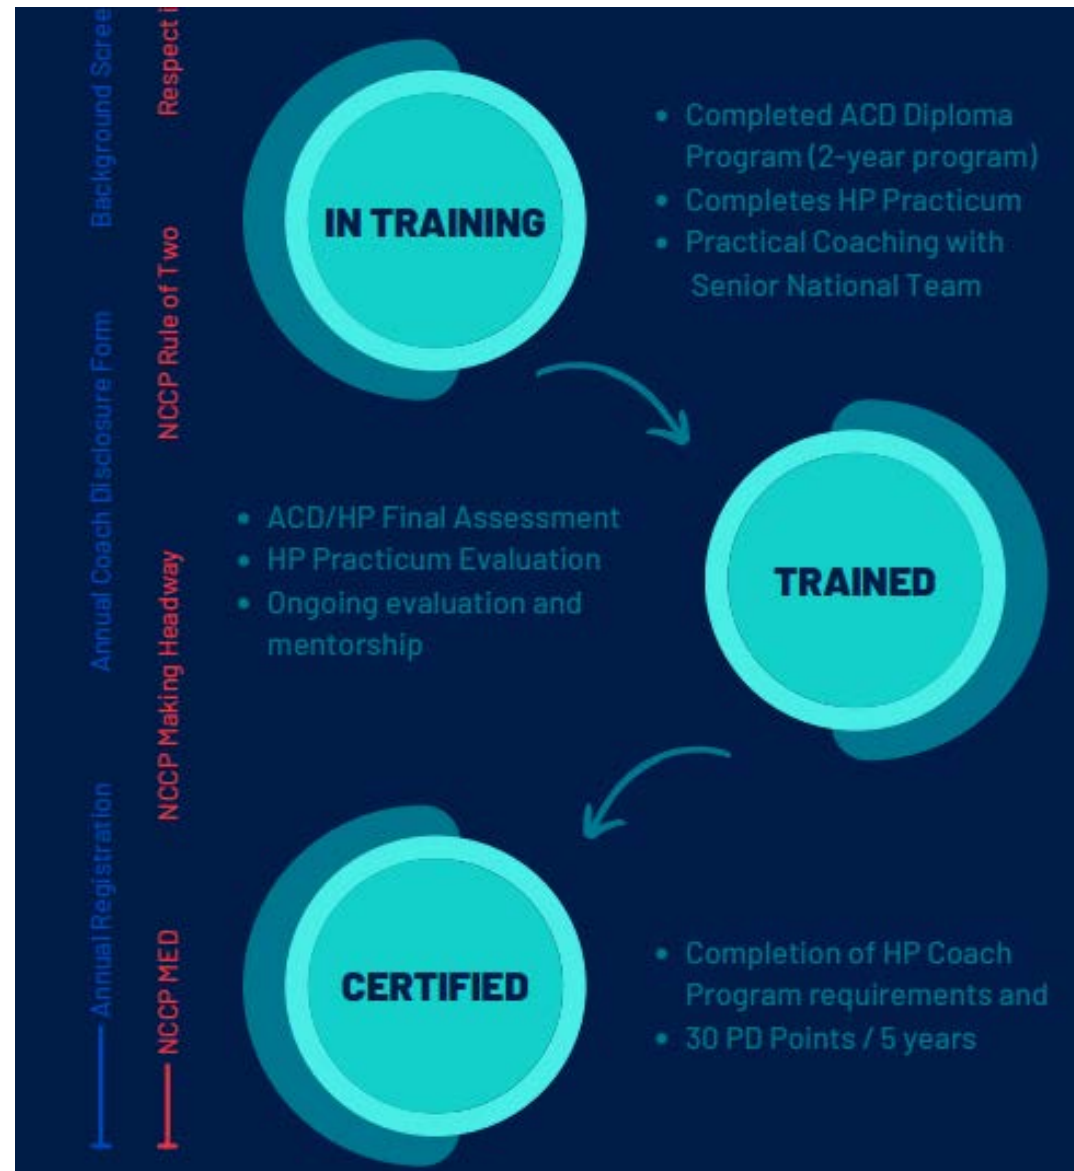 Background Scree
Annual Coach Disclosure Form
Annual Registration
Respect i
NCCP Rule of Two
NCCP Making Headway
NCCP MED
IN TRAINING
• Completed ACD Diploma
Program (2-year program)
• Completes HP Practicum
• Practical Coaching with
Senior National Team
• ACD/HP Final Assessment
• HP Practicum Evaluation
• Ongoing evaluation and
mentorship
TRAINED
CERTIFIED
• Completion of HP Coach
Program requirements and
• 30 PD Points / 5 years